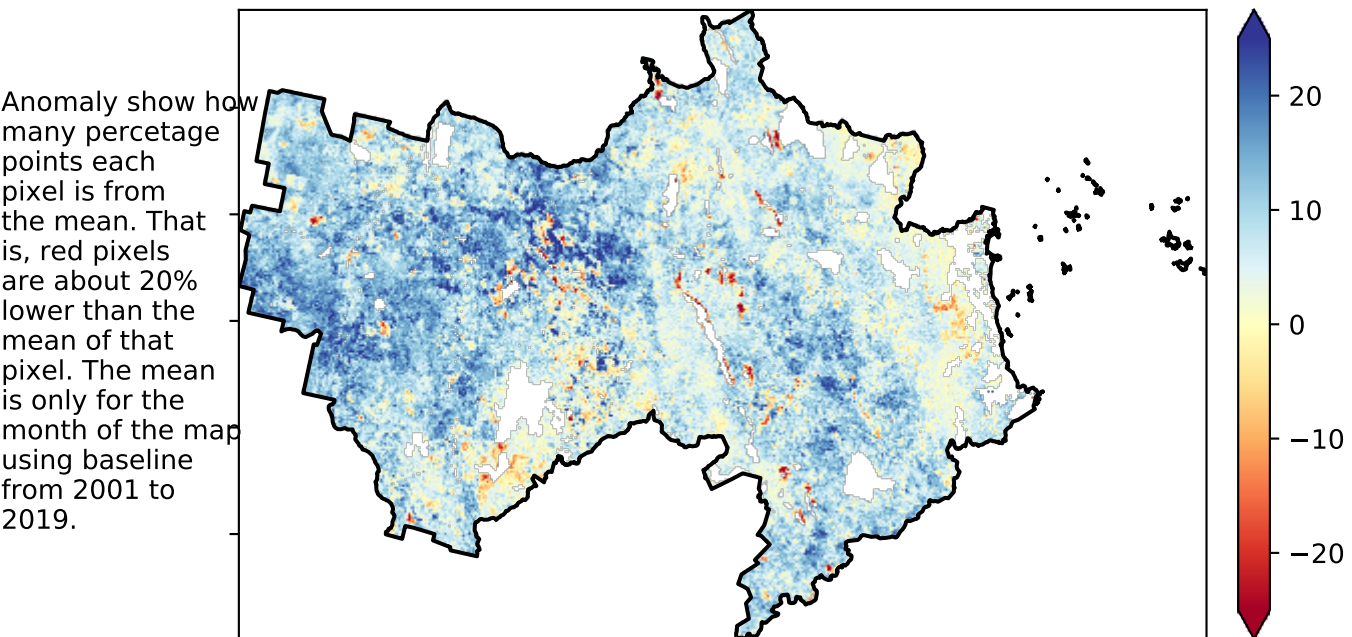 Anomaly show how
many percetage
points each
pixel is from
the mean. That
is, red pixels
are about 20%
lower than the
mean of that
pixel. The mean
is only for the
month of the map
using baseline
from 2001 to
2019.
20
10
0
−10
−20